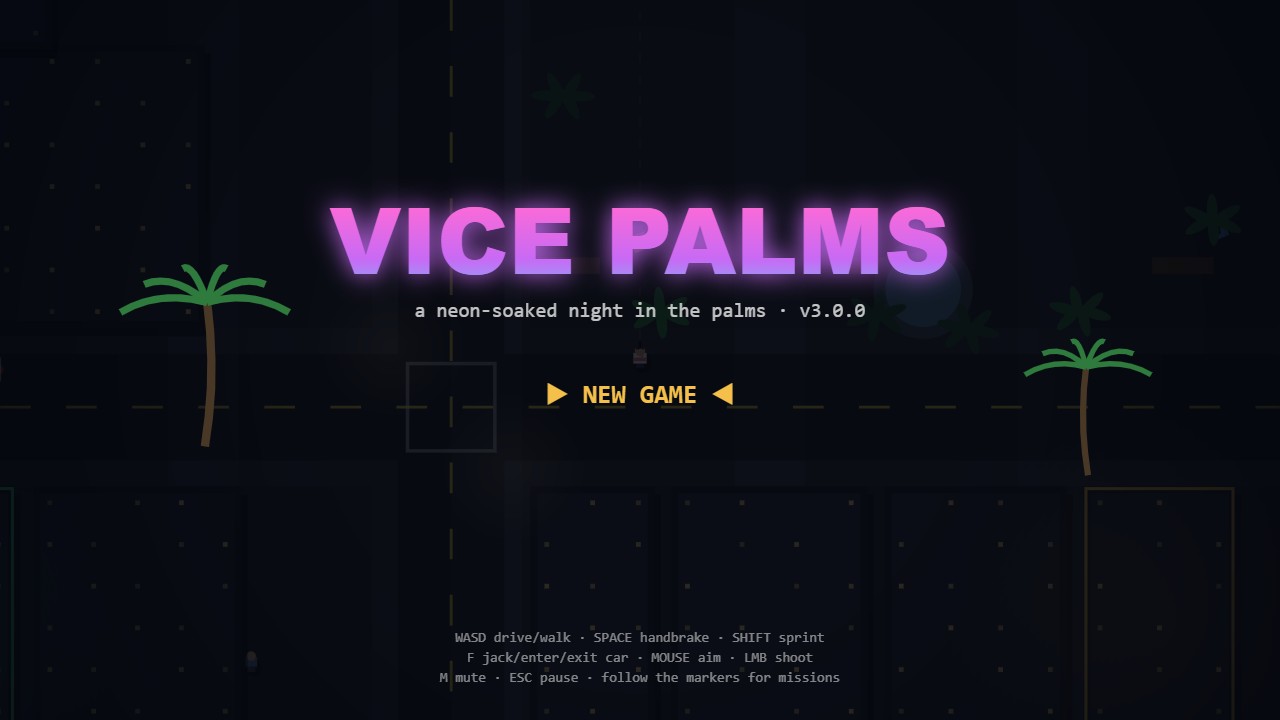 VICE PALMS
a neon-soaked night in the palms · v3.0.0
▶ NEW GAME ◀
WASD drive/walk · SPACE handbrake · SHIFT sprint
F jack/enter/exit car · MOUSE aim · LMB shoot
M mute · ESC pause · follow the markers for missions